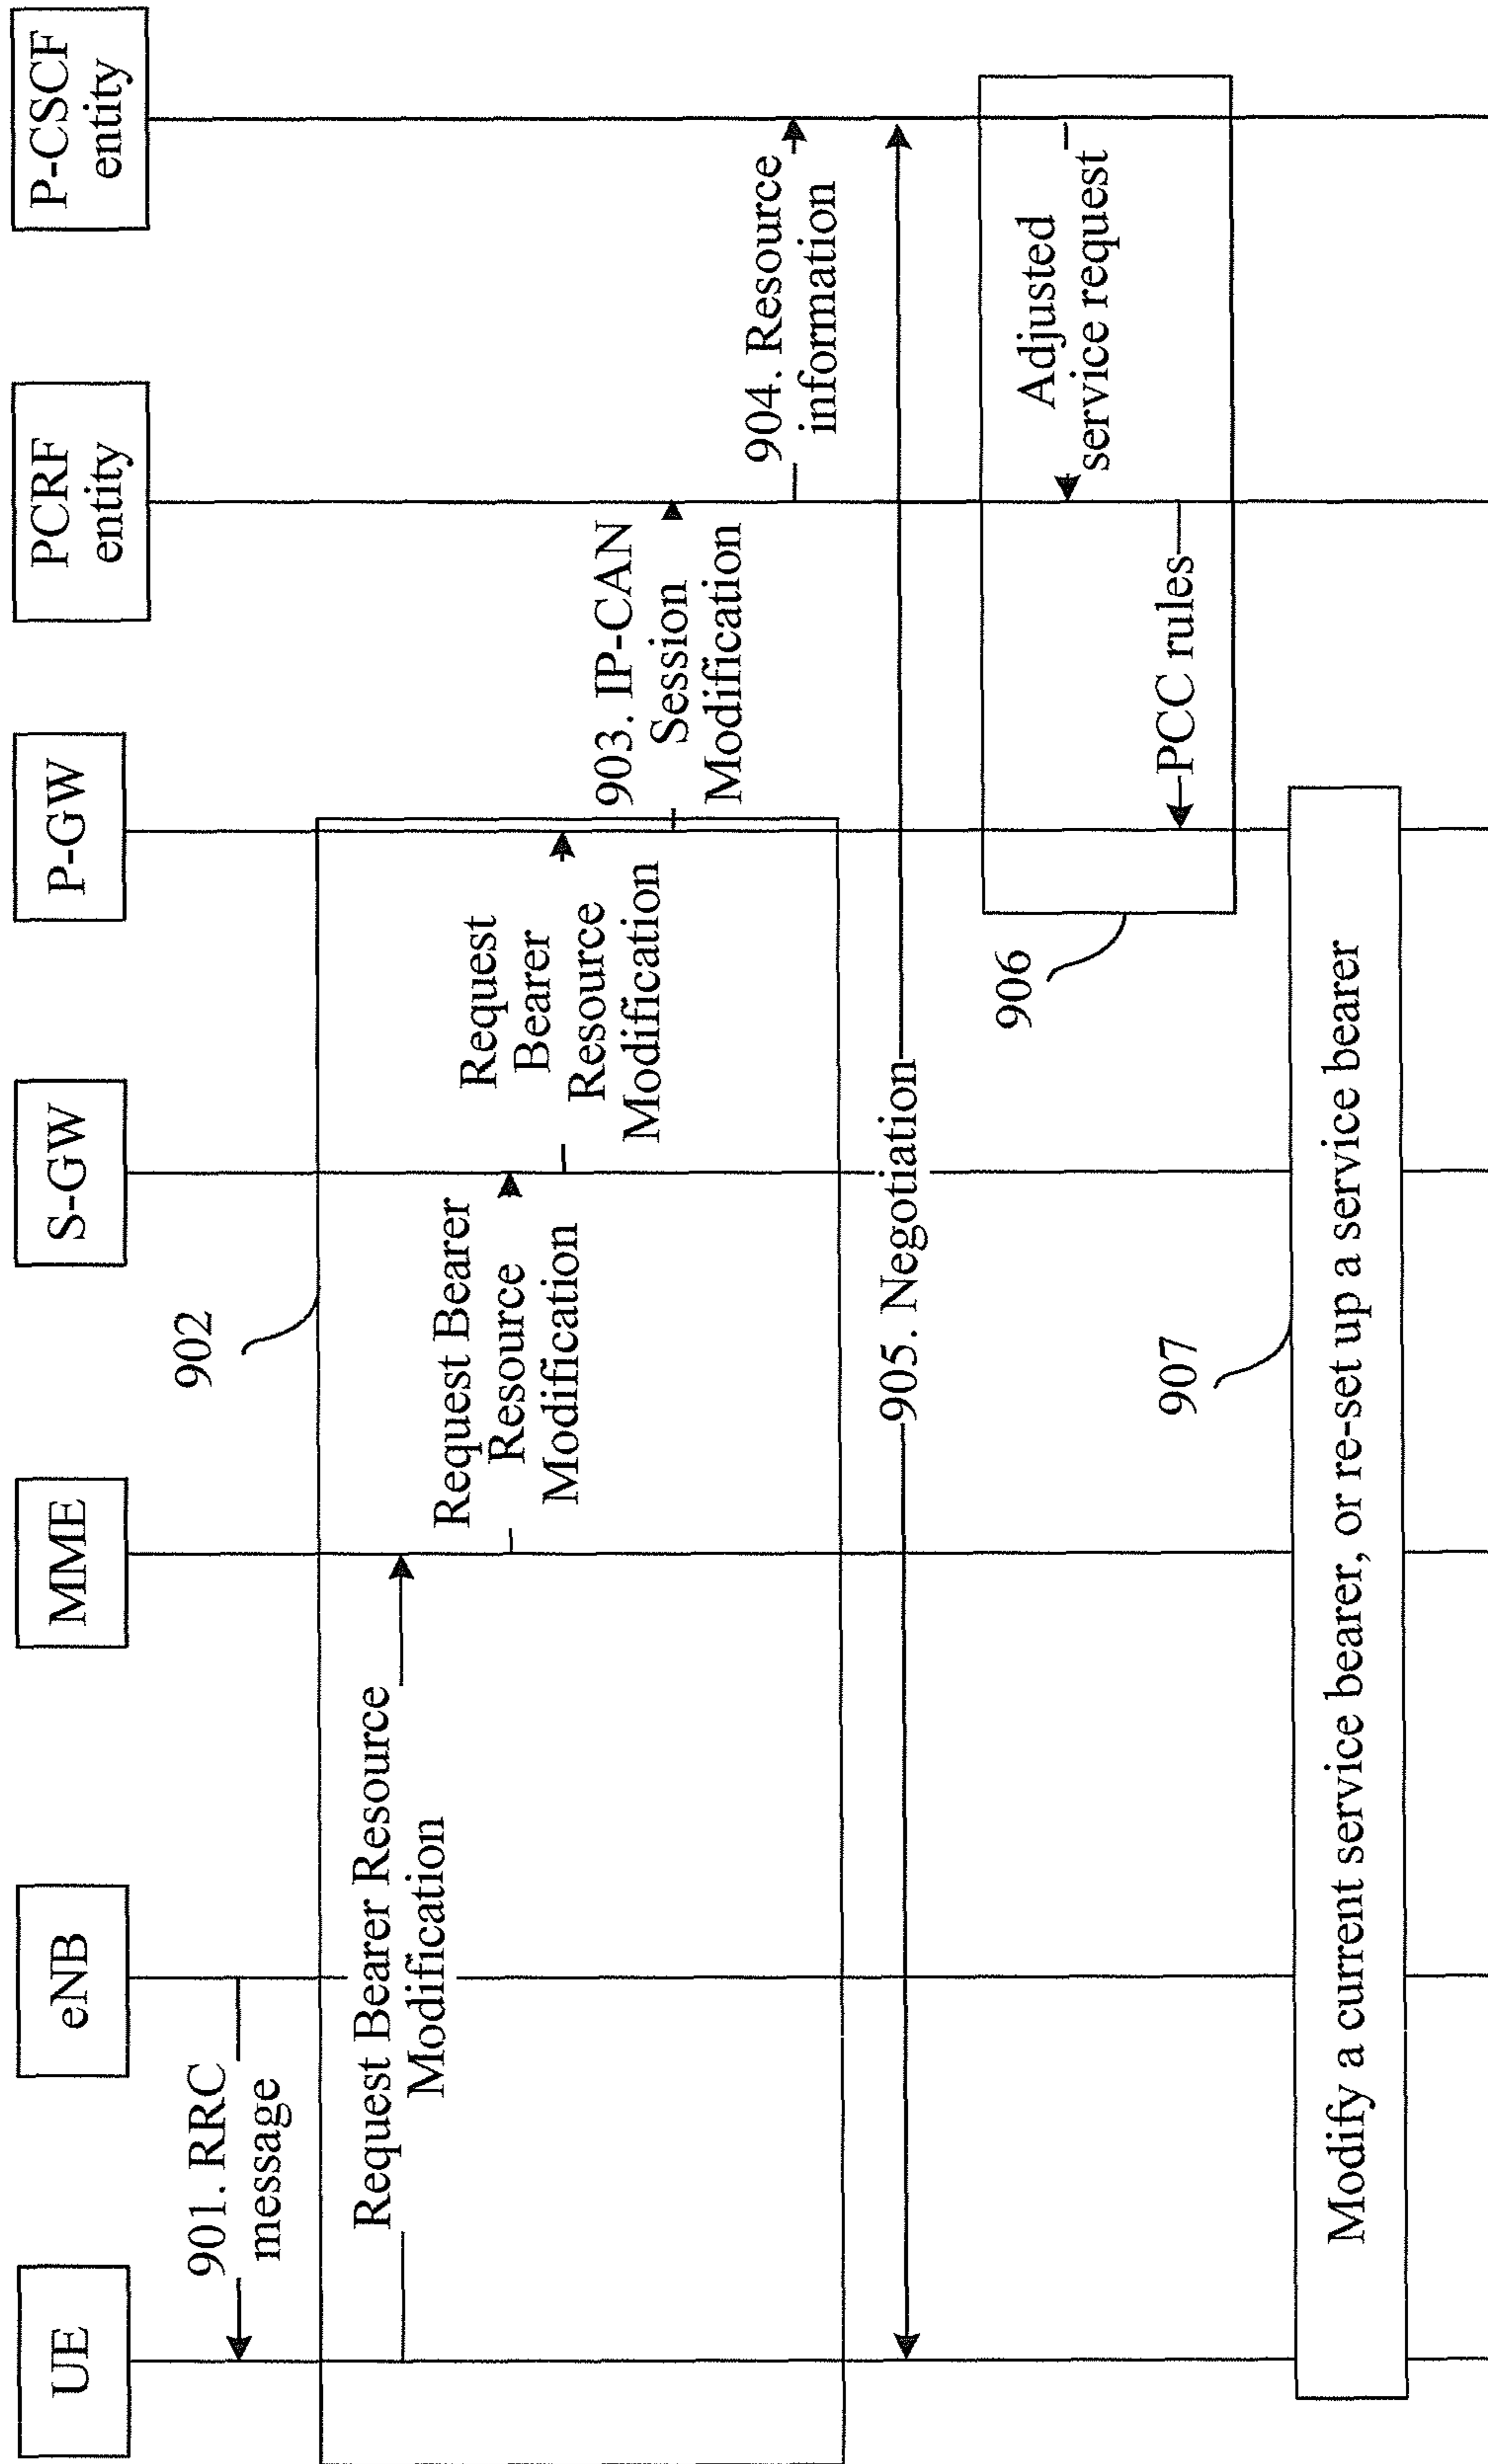 UE
eNB
MME
S-GW
P-GW
PCRF
entity
P-CSCF
entity
901. RRC
message
902
Request Bearer Resource
Modification
Request Bearer
Resource
Modification
Request
Bearer
Resource
Modification
903. IP-CAN
Session
Modification
904. Resource
information
905. Negotiation
906
Adjusted
service request
PCC rules
907
Modify a current service bearer, or re-set up a service bearer